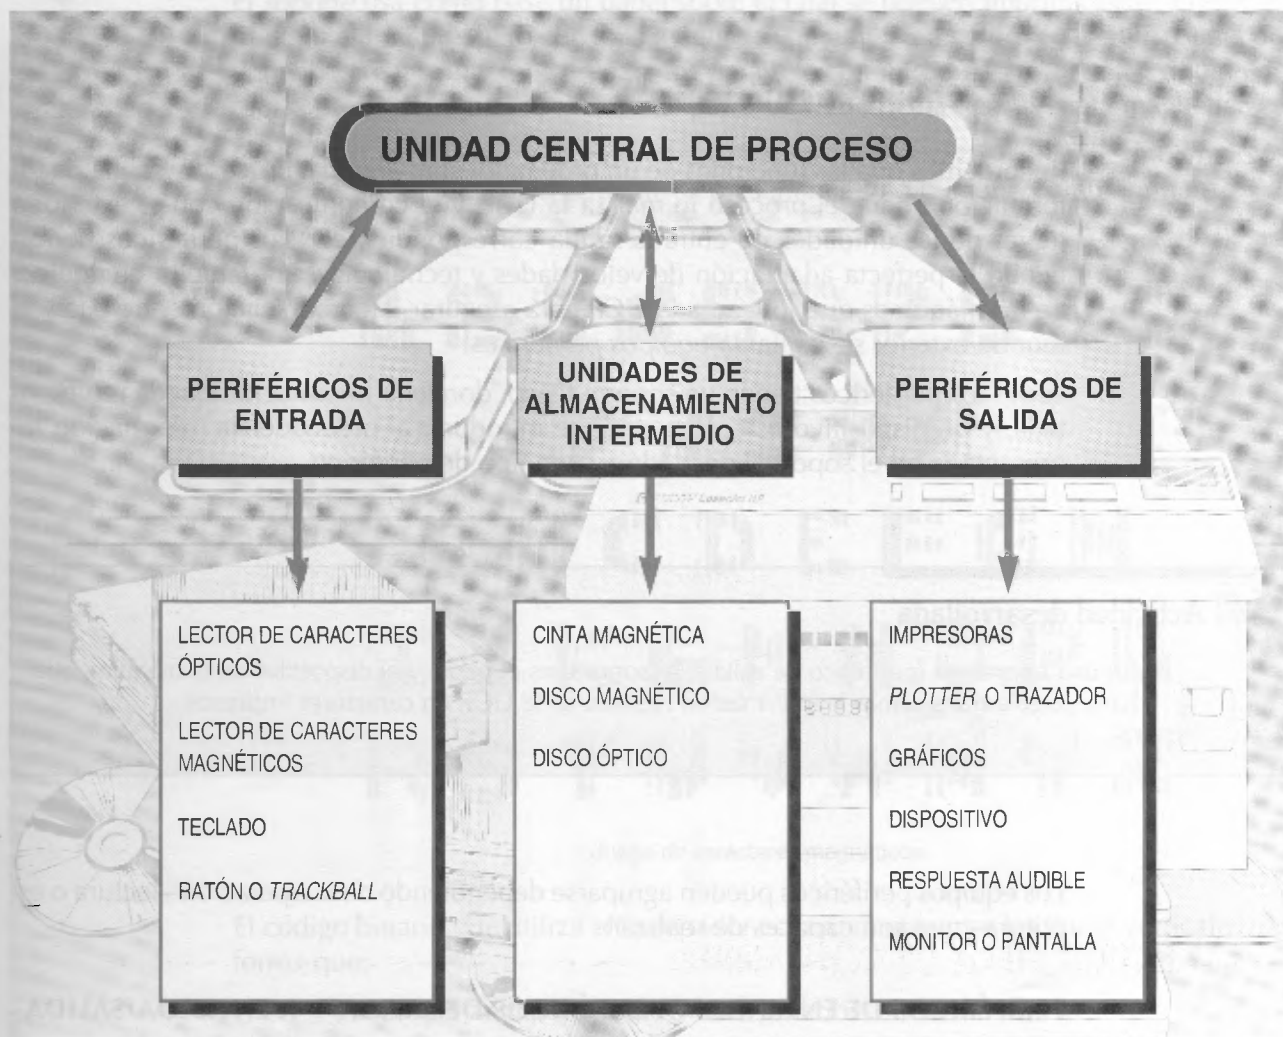 UNIDAD CENTRAL DE PROCESO
PERIFÉRICOS DE
ENTRADA
UNIDADES DE
ALMACENAMIENTO
INTERMEDIO
PERIFÉRICOS DE
SALIDA
LECTOR DE CARACTERES
ÓPTICOS
LECTOR DE CARACTERES
MAGNÉTICOS
TECLADO
RATÓN O TRACKBALL
CINTA MAGNÉTICA
DISCO MAGNÉTICO
DISCO ÓPTICO
IMPRESORAS
PLOTTER O TRAZADOR
GRÁFICOS
DISPOSITIVO
RESPUESTA AUDIBLE
MONITOR O PANTALLA